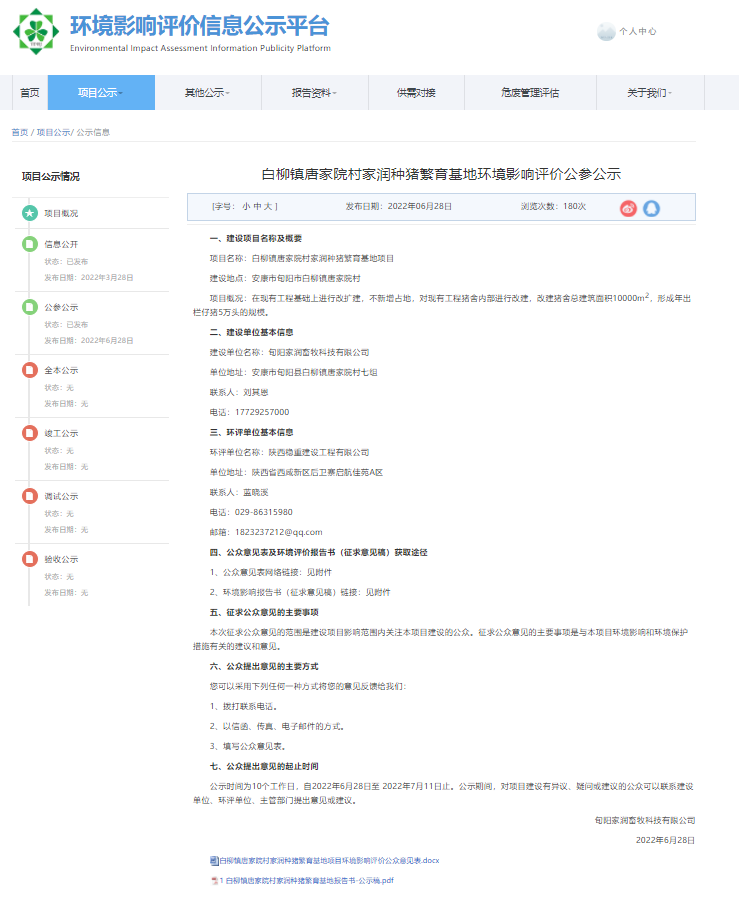 环境影响评价信息公示平台
Environmental Impact Assessment Information Publicity Platform
个人中心
首页 项目公示 其他公示 报告资料 供需对接 危废管理评估 关于我们
首页 / 项目公示/ 公示信息
项目公示情况
项目概况
信息公开
状态：已发布
发布日期：2022年3月28日
公参公示
状态：已发布
发布日期：2022年6月28日
全本公示
状态：无
发布日期：无
竣工公示
状态：无
发布日期：无
调试公示
状态：无
发布日期：无
验收公示
状态：无
发布日期：无
白柳镇唐家院村家润种猪繁育基地环境影响评价公参公示
[字号： 小 中 大 ] 发布日期：2022年06月28日 浏览次数：180次
一、建设项目名称及概要
项目名称：白柳镇唐家院村家润种猪繁育基地项目
建设地点：安康市旬阳市白柳镇唐家院村
项目概况：在现有工程基础上进行改扩建，不新增占地，对现有工程猪舍内部进行改建，改建猪舍总建筑面积10000m²，形成年出
栏仔猪5万头的规模。
二、建设单位基本信息
建设单位名称：旬阳家润畜牧科技有限公司
单位地址：安康市旬阳县白柳镇唐家院村七组
联系人：刘其恩
电话：17729257000
三、环评单位基本信息
环评单位名称：陕西稳重建设工程有限公司
单位地址：陕西省西咸新区后卫寨启航佳苑A区
联系人：蓝晓溪
电话：029-86315980
邮箱：1823237212@qq.com
四、公众意见表及环境评价报告书（征求意见稿）获取途径
1、公众意见表网络链接：见附件
2、环境影响报告书（征求意见稿）链接：见附件
五、征求公众意见的主要事项
本次征求公众意见的范围是建设项目影响范围内关注本项目建设的公众。征求公众意见的主要事项是与本项目环境影响和环境保护
措施有关的建议和意见。
六、公众提出意见的主要方式
您可以采用下列任何一种方式将您的意见反馈给我们：
1、拨打联系电话。
2、以信函、传真、电子邮件的方式。
3、填写公众意见表。
七、公众提出意见的起止时间
公示时间为10个工作日，自2022年6月28日至 2022年7月11日止。公示期间，对项目建设有异议、疑问或建议的公众可以联系建设
单位、环评单位、主管部门提出意见或建议。
旬阳家润畜牧科技有限公司
2022年6月28日
白柳镇唐家院村家润种猪繁育基地项目环境影响评价公众意见表.docx
1 白柳镇唐家院村家润种猪繁育基地报告书-公示稿.pdf